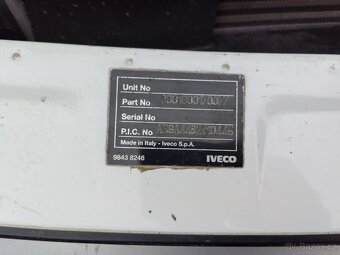 Unit No
Part No
Serial No
P.I.C. No
Made in Italy - Iveco S.p.A.
9843 8246 IVECO